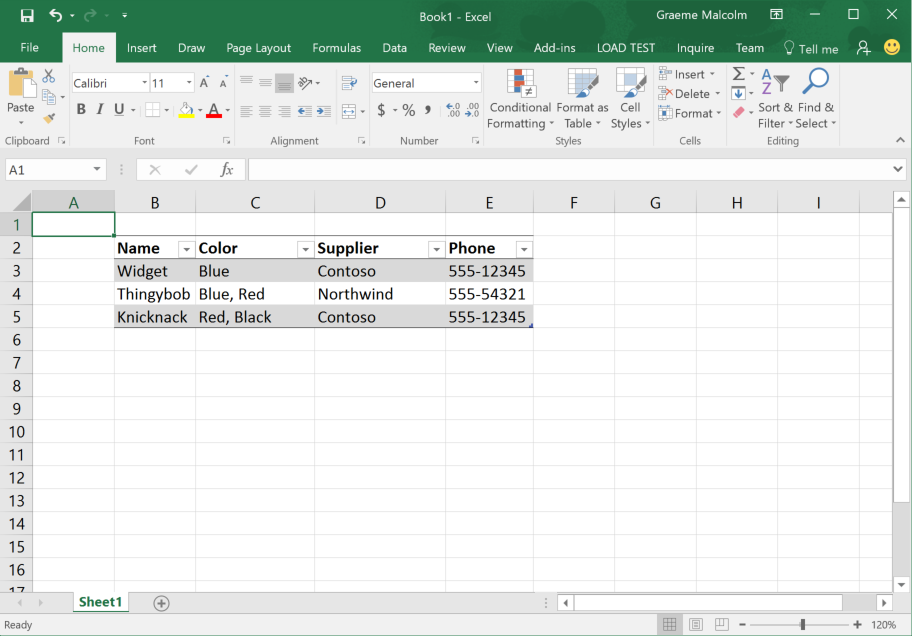 Book1 - Excel Graeme Malcolm
File Home Insert Draw Page Layout Formulas Data Review View Add-ins LOAD TEST Inquire Team Tell me
Calibri 11 General Insert
B I U $ % , Delete
Paste Conditional Format as Cell Format Sort & Find &
Formatting Table Styles Filter Select
Clipboard Font Alignment Number Styles Cells Editing
A1 fx
A B C D E F G H I
1
2 Name Color Supplier Phone
3 Widget Blue Contoso 555-12345
4 Thingybob Blue, Red Northwind 555-54321
5 Knicknack Red, Black Contoso 555-12345
6
7
8
9
10
11
12
13
14
15
16
17
Sheet1
Ready 120%